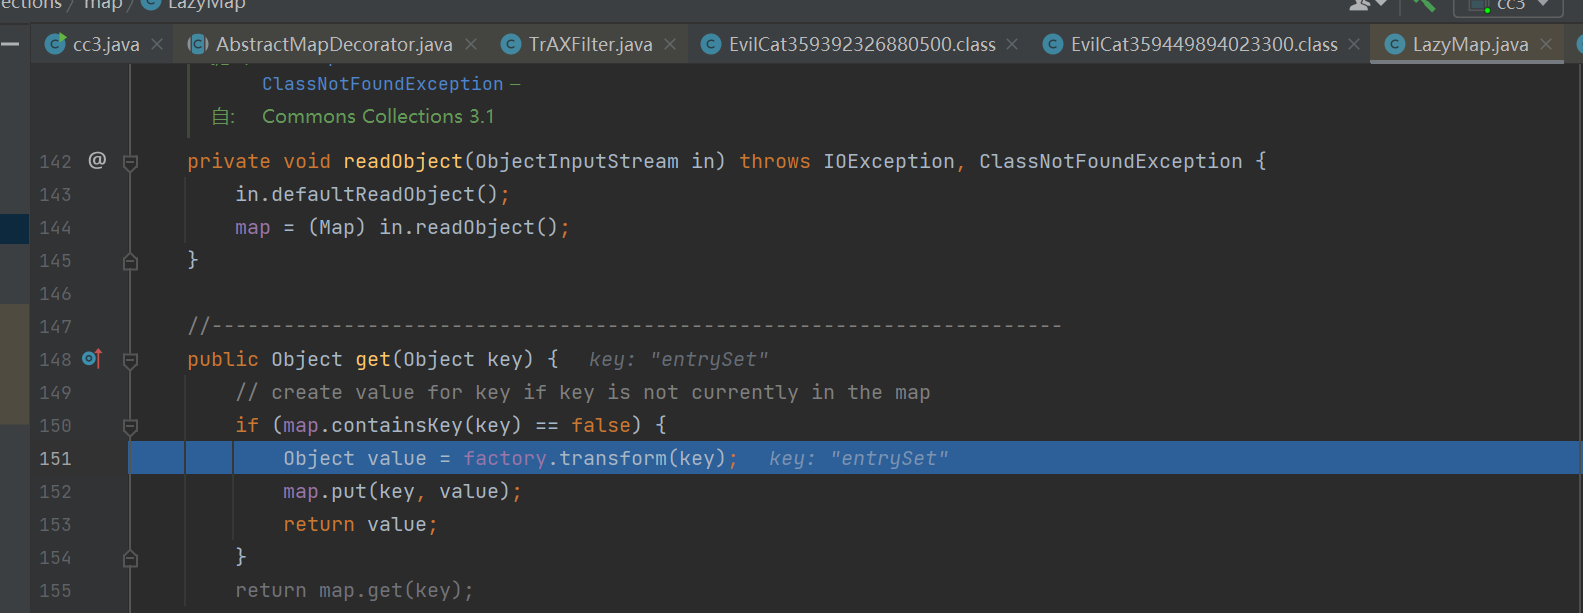 ections / map / LazyMap
cc3
cc3.java
AbstractMapDecorator.java
TrAXFilter.java
EvilCat359392326880500.class
EvilCat359449894023300.class
LazyMap.java
ClassNotFoundException –
自: Commons Collections 3.1
142 @ private void readObject(ObjectInputStream in) throws IOException, ClassNotFoundException {
143 in.defaultReadObject();
144 map = (Map) in.readObject();
145 }
146
147 //-----------------------------------------------------------------------
148 public Object get(Object key) { key: "entrySet"
149 // create value for key if key is not currently in the map
150 if (map.containsKey(key) == false) {
151 Object value = factory.transform(key); key: "entrySet"
152 map.put(key, value);
153 return value;
154 }
155 return map.get(key);